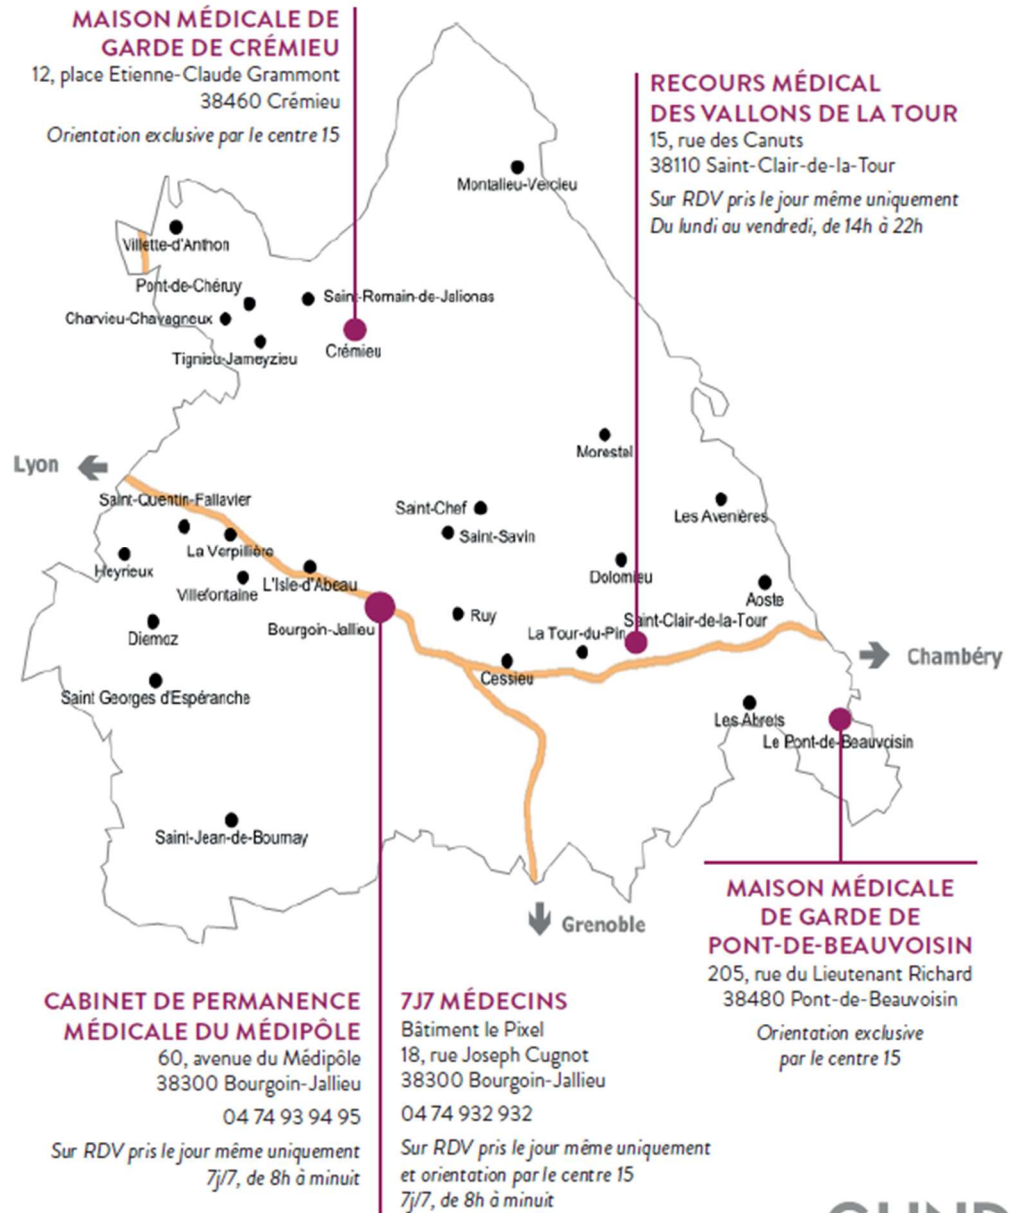 MAISON MÉDICALE DE
GARDE DE CRÉMIEU
12, place Etienne-Claude Grammont
38460 Crémieu
Orientation exclusive par le centre 15
RECOURS MÉDICAL
DES VALLONS DE LA TOUR
15, rue des Canuts
38110 Saint-Clair-de-la-Tour
Sur RDV pris le jour même uniquement
Du lundi au vendredi, de 14h à 22h
Montalieu-Vercieu
Villette-d'Anthon
Pont-de-Chéruy
Saint-Romain-de-Jalionas
Charvieu-Chavagneux
Tignieu-Jameyzieu
Crémieu
Morestel
Lyon
Saint-Quentin-Fallavier
Saint-Chef
Les Avenières
Saint-Savin
La Verpillière
Heyrieux
Dolomieu
L'Isle-d'Abeau
Villefontaine
Aoste
Ruy
Saint-Clair-de-la-Tour
Bourgoin-Jallieu
La Tour-du-Pin
Diemoz
Chambéry
Cessieu
Saint Georges d'Espéranche
Les Abrets
Le Pont-de-Beauvoisin
Saint-Jean-de-Bournay
Grenoble
MAISON MÉDICALE
DE GARDE DE
PONT-DE-BEAUVOISIN
205, rue du Lieutenant Richard
38480 Pont-de-Beauvoisin
Orientation exclusive
par le centre 15
CABINET DE PERMANENCE
MÉDICALE DU MÉDIPÔLE
60, avenue du Médipôle
38300 Bourgoin-Jallieu
04 74 93 94 95
Sur RDV pris le jour même uniquement
7j/7, de 8h à minuit
7J7 MÉDECINS
Bâtiment le Pixel
18, rue Joseph Cugnot
38300 Bourgoin-Jallieu
04 74 932 932
Sur RDV pris le jour même uniquement
et orientation par le centre 15
7j/7, de 8h à minuit